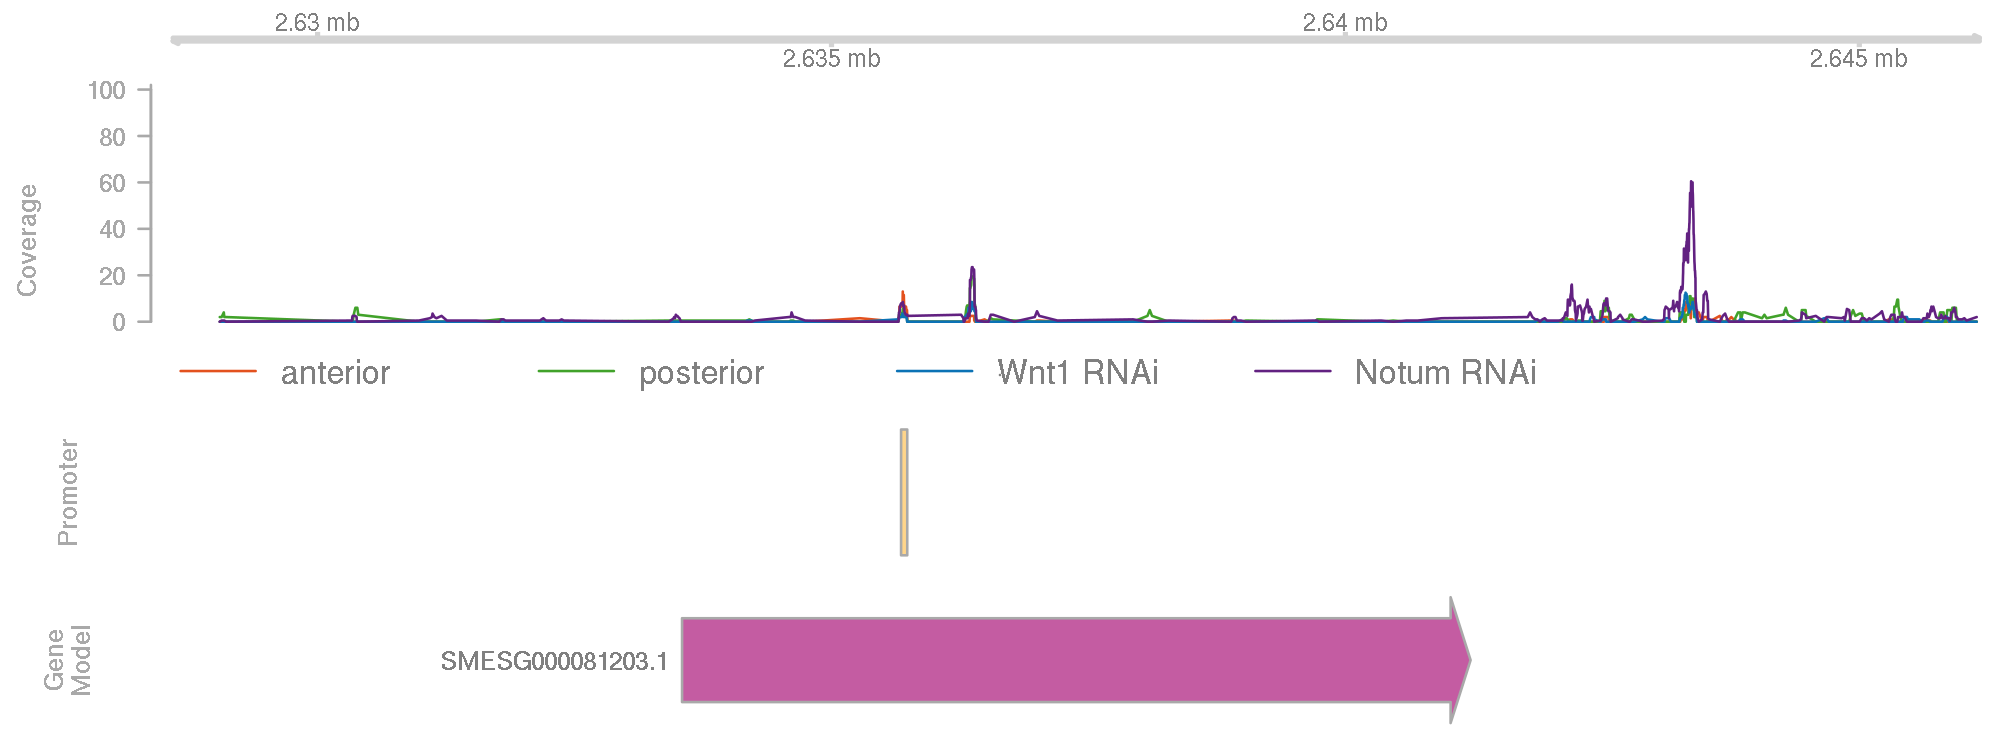 2.63 mb
2.64 mb
2.635 mb
2.645 mb
100
80
60
40
20
0
Coverage
anterior
posterior
Wnt1 RNAi
Notum RNAi
Promoter
Gene
Model
SMESG000081203.1